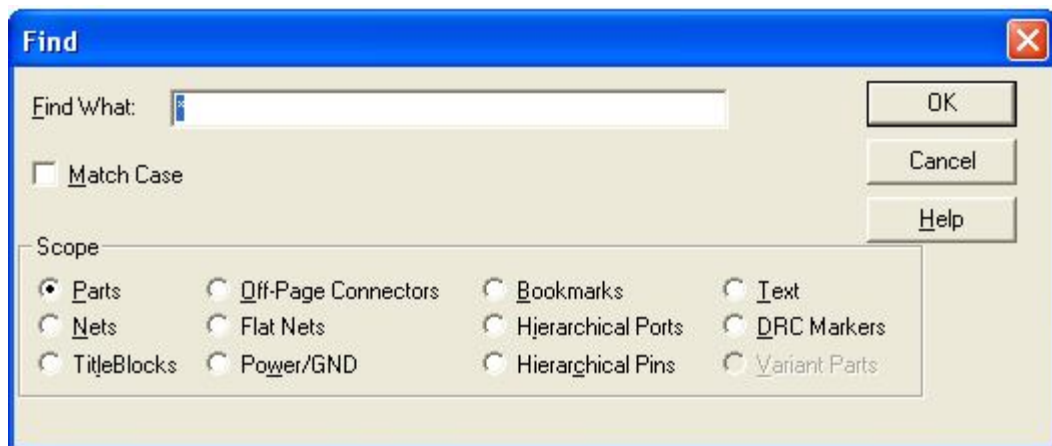 Find
Find What: *
OK
Match Case
Cancel
Help
Scope
Parts Off-Page Connectors Bookmarks Text
Nets Flat Nets Hierarchical Ports DRC Markers
TitleBlocks Power/GND Hierarchical Pins Variant Parts